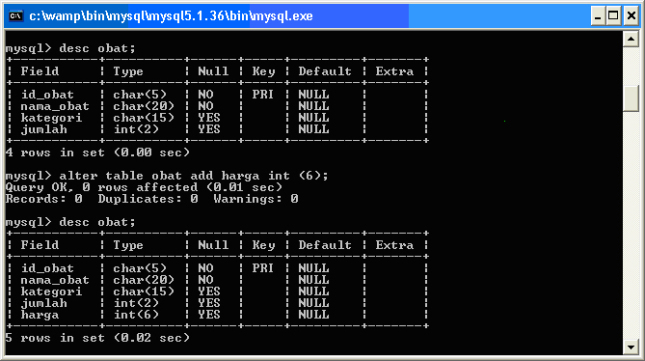 c:\wamp\bin\mysql\mysql5.1.36\bin\mysql.exe
mysql> desc obat;
+-----------+----------+------+-----+---------+-------+
| Field     | Type     | Null | Key | Default | Extra |
+-----------+----------+------+-----+---------+-------+
| id_obat   | char(5)  | NO   | PRI | NULL    |       |
| nama_obat | char(20) | NO   |     | NULL    |       |
| kategori  | char(15) | YES  |     | NULL    |       |
| jumlah    | int(2)   | YES  |     | NULL    |       |
+-----------+----------+------+-----+---------+-------+
4 rows in set (0.00 sec)
mysql> alter table obat add harga int (6);
Query OK, 0 rows affected (0.01 sec)
Records: 0  Duplicates: 0  Warnings: 0
mysql> desc obat;
+-----------+----------+------+-----+---------+-------+
| Field     | Type     | Null | Key | Default | Extra |
+-----------+----------+------+-----+---------+-------+
| id_obat   | char(5)  | NO   | PRI | NULL    |       |
| nama_obat | char(20) | NO   |     | NULL    |       |
| kategori  | char(15) | YES  |     | NULL    |       |
| jumlah    | int(2)   | YES  |     | NULL    |       |
| harga     | int(6)   | YES  |     | NULL    |       |
+-----------+----------+------+-----+---------+-------+
5 rows in set (0.02 sec)